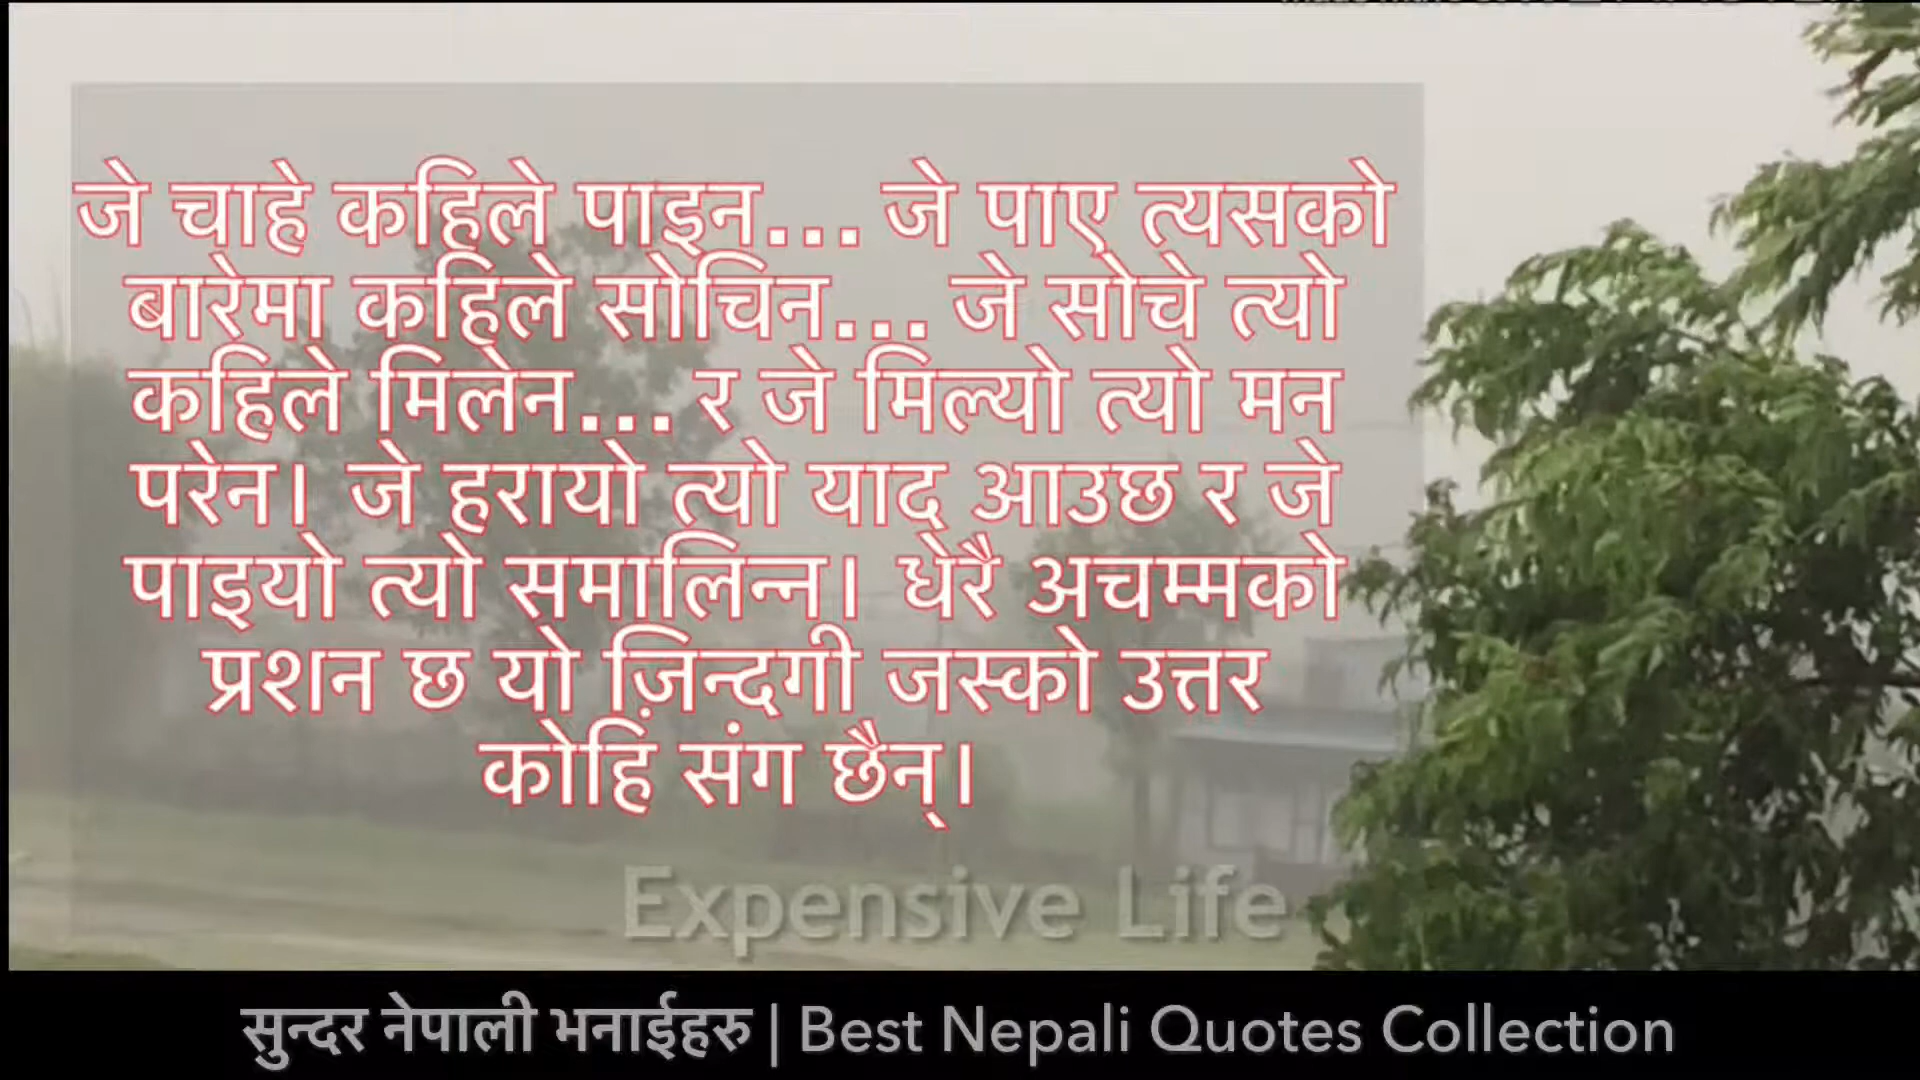 जे चाहे कहिले पाइन... जे पाए त्यसको
बारेमा कहिले सोचिन... जे सोचे त्यो
कहिले मिलेन... र जे मिल्यो त्यो मन
परेन। जे हरायो त्यो याद आउछ र जे
पाइयो त्यो समालिन्न। धेरै अचम्मको
प्रशन छ यो ज़िन्दगी जस्को उत्तर
कोहिं संग छैन्।
Expensive Life
सुन्दर नेपाली भनाईहरु | Best Nepali Quotes Collection